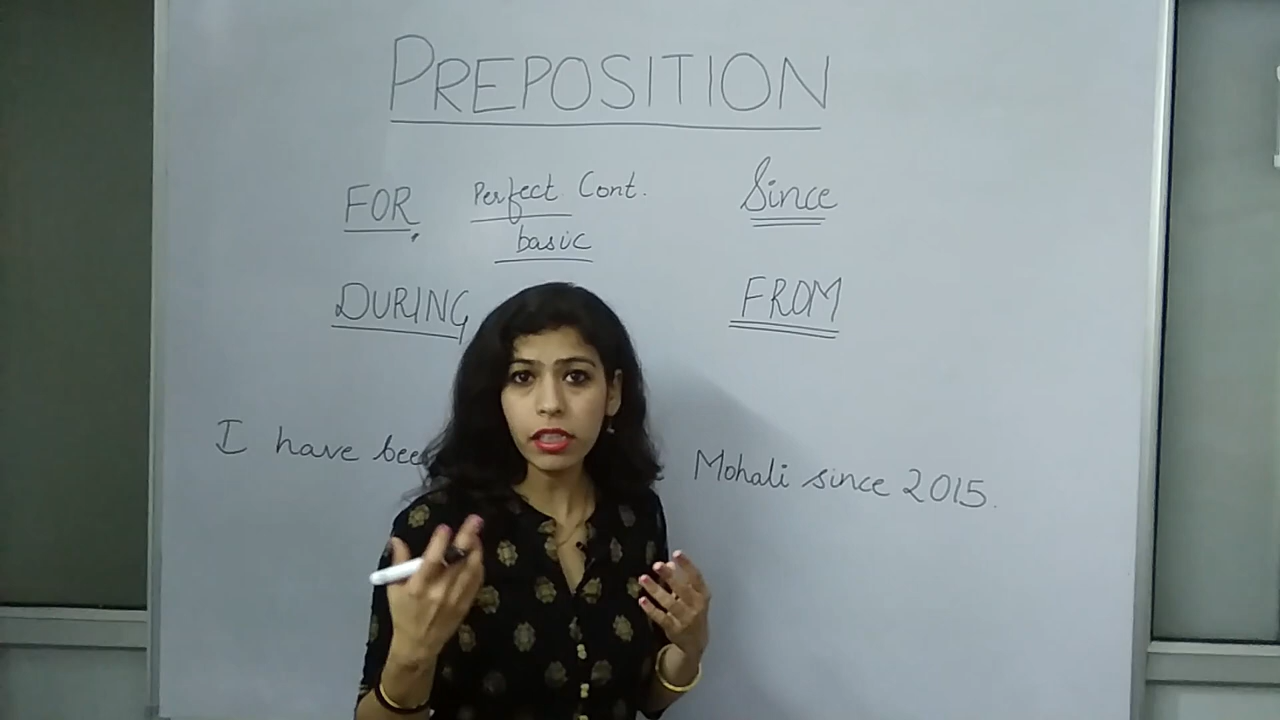 PREPOSITION
FOR Perfect Cont. Since
basic
DURING FROM
I have bee Mohali since 2015.